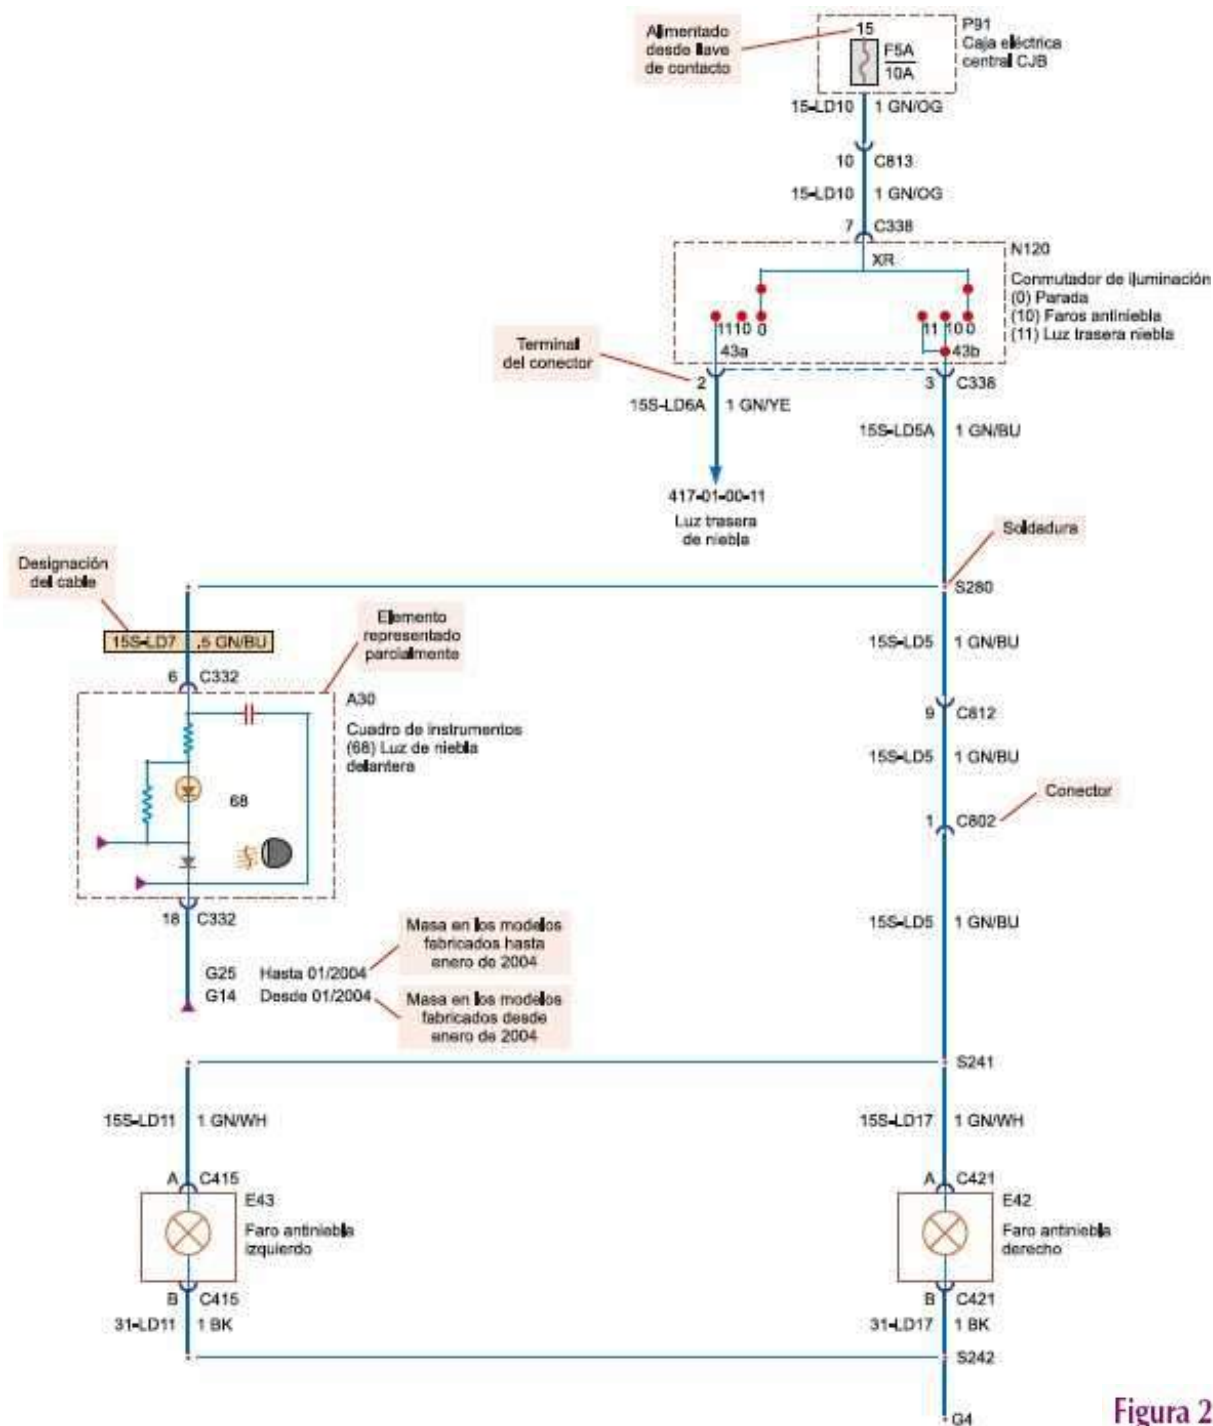 Alimentado
desde llave
de contacto
15
F5A
10A
P91
Caja eléctrica
central CJB
15-LD10 1 GN/OG
10 C813
15-LD10 1 GN/OG
7 C338
XR
N120
Conmutador de iluminación
(0) Parada
(10) Faros antiniebla
(11) Luz trasera niebla
11 10 0
43a
11 10 0
43b
Terminal
del conector
2
3 C338
15S-LD6A 1 GN/YE
15S-LD5A 1 GN/BU
417-01-00-11
Luz trasera
de niebla
Soldadura
S280
Designación
del cable
15S-LD7 .5 GN/BU
Elemento
representado
parcialmente
15S-LD5 1 GN/BU
6 C332
A30
Cuadro de instrumentos
(68) Luz de niebla
delantera
68
9 C812
15S-LD5 1 GN/BU
Conector
1 C802
18 C332
15S-LD5 1 GN/BU
Masa en los modelos
fabricados hasta
enero de 2004
G25 Hasta 01/2004
G14 Desde 01/2004
Masa en los modelos
fabricados desde
enero de 2004
S241
15S-LD11 1 GN/WH
15S-LD17 1 GN/WH
A C415
E43
Faro antiniebla
izquierdo
A C421
E42
Faro antiniebla
derecho
B C415
31-LD11 1 BK
B C421
31-LD17 1 BK
S242
G4
Figura 2